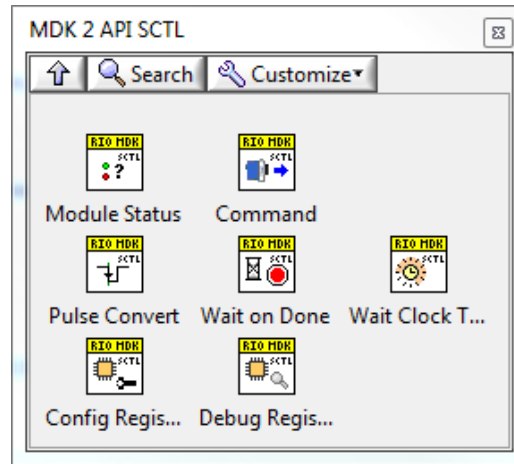 MDK 2 API SCTL
Search Customize
RIO MDK RIO MDK
SCTL SCTL
?
Module Status Command
RIO MDK RIO MDK RIO MDK
SCTL SCTL SCTL
Pulse Convert Wait on Done Wait Clock T...
RIO MDK RIO MDK
SCTL SCTL
Config Regis... Debug Regis...